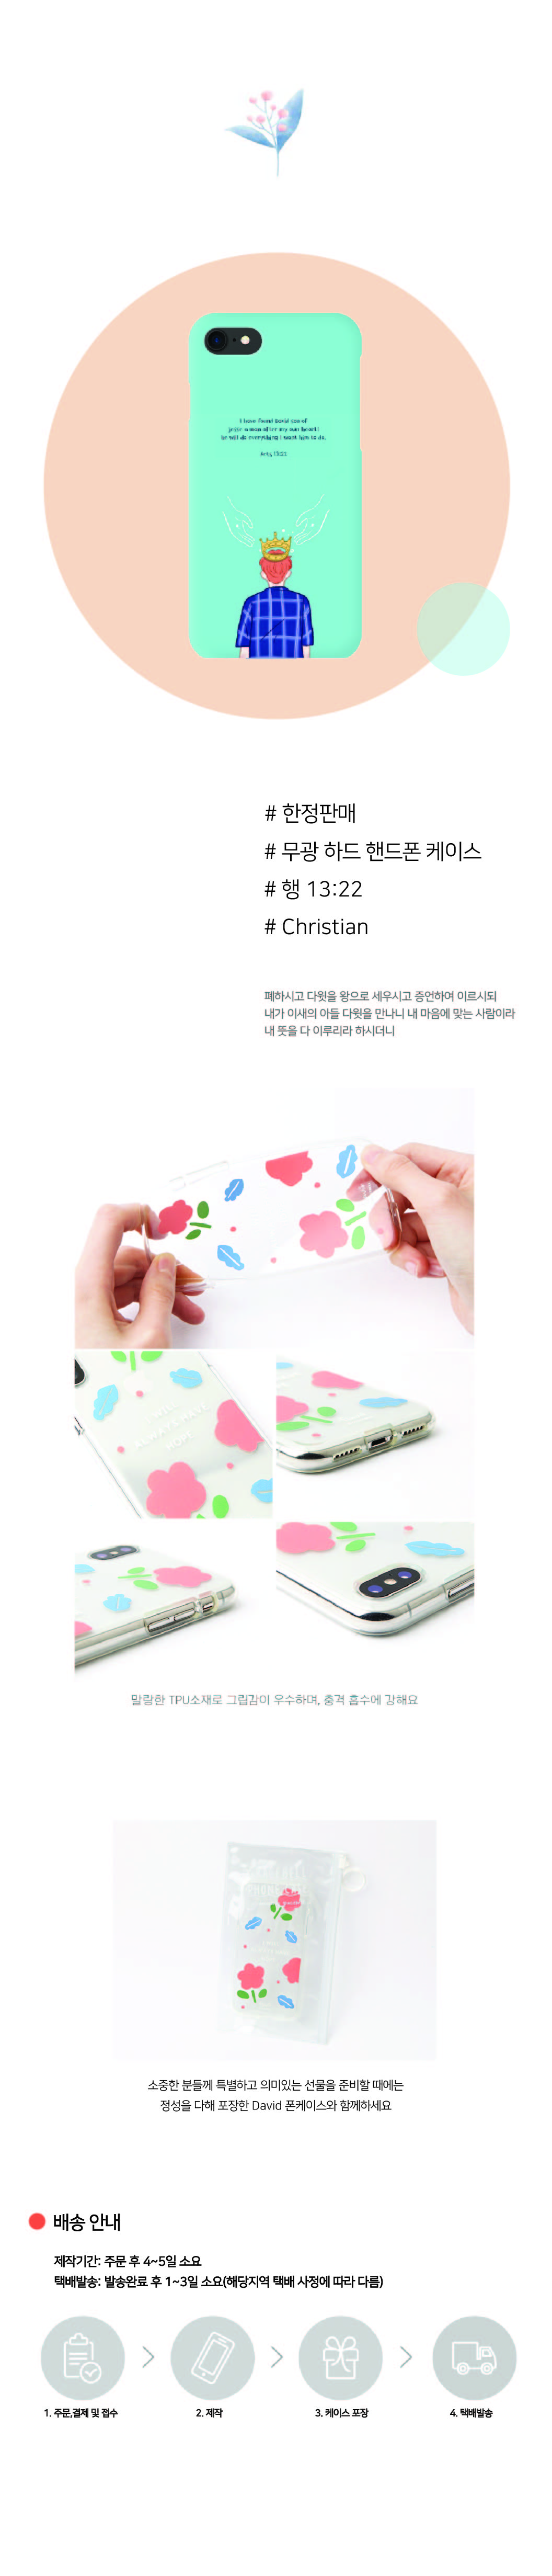 I have found David son of
Jesse a man after my own heart
he will do everything I want him to do.
Acts, 13:22
# 한정판매
# 무광 하드 핸드폰 케이스
# 행 13:22
# Christian
폐하시고 다윗을 왕으로 세우시고 증언하여 이르시되
내가 이새의 아들 다윗을 만나니 내 마음에 맞는 사람이라
내 뜻을 다 이루리라 하시더니
말랑한 TPU소재로 그립감이 우수하며, 충격 흡수에 강해요
소중한 분들께 특별하고 의미있는 선물을 준비할 때에는
정성을 다해 포장한 David 폰케이스와 함께하세요
배송 안내
제작기간: 주문 후 4~5일 소요
택배발송: 발송완료 후 1~3일 소요(해당지역 택배 사정에 따라 다름)
1. 주문,결제 및 접수
2. 제작
3. 케이스 포장
4. 택배발송